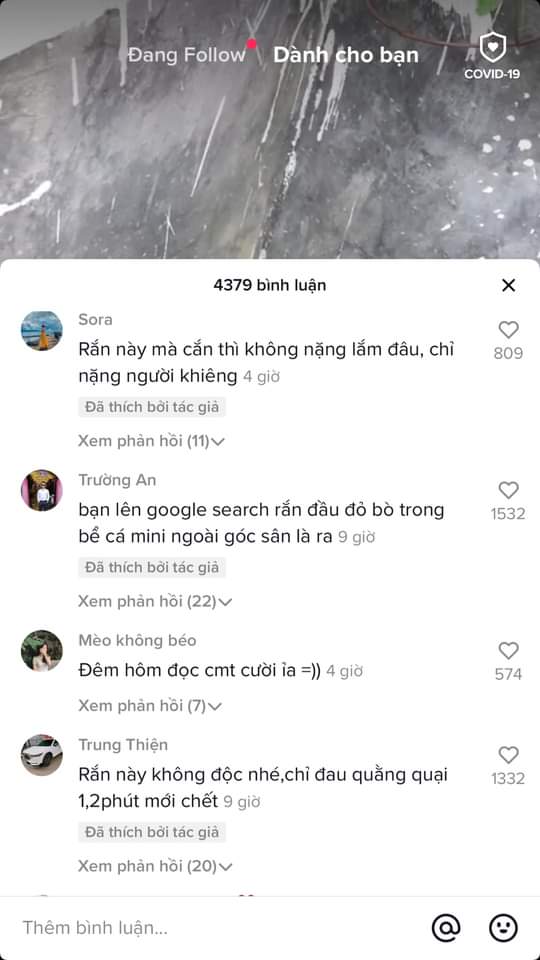 Đang Follow Dành cho bạn
COVID-19
4379 bình luận
Sora
Rắn này mà cắn thì không nặng lắm đâu, chỉ
nặng người khiêng 4 giờ
809
Đã thích bởi tác giả
Xem phản hồi (11)
Trường An
bạn lên google search rắn đầu đỏ bò trong
bể cá mini ngoài góc sân là ra 9 giờ
1532
Đã thích bởi tác giả
Xem phản hồi (22)
Mèo không béo
Đêm hôm đọc cmt cười ỉa =)) 4 giờ
574
Xem phản hồi (7)
Trung Thiện
Rắn này không độc nhé,chỉ đau quằng quại
1,2phút mới chết 9 giờ
1332
Đã thích bởi tác giả
Xem phản hồi (20)
Thêm bình luận...